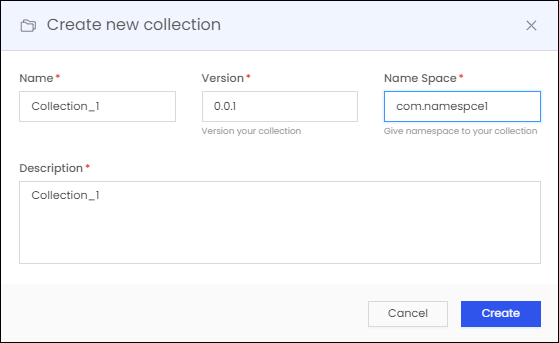 Create new collection
Name* Version* Name Space*
Collection_1 0.0.1 com.namespce1
Version your collection Give namespace to your collection
Description*
Collection_1
Cancel Create